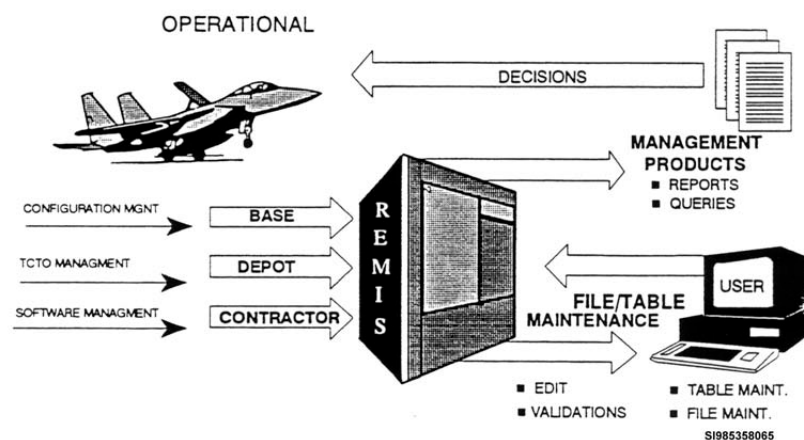 OPERATIONAL
DECISIONS
MANAGEMENT
PRODUCTS
■ REPORTS
■ QUERIES
CONFIGURATION MGNT
BASE
TCTO MANAGMENT
DEPOT
SOFTWARE MANAGMENT
CONTRACTOR
REMIS
USER
FILE/TABLE
MAINTENANCE
■ EDIT
■ VALIDATIONS
■ TABLE MAINT.
■ FILE MAINT.
SI985358065